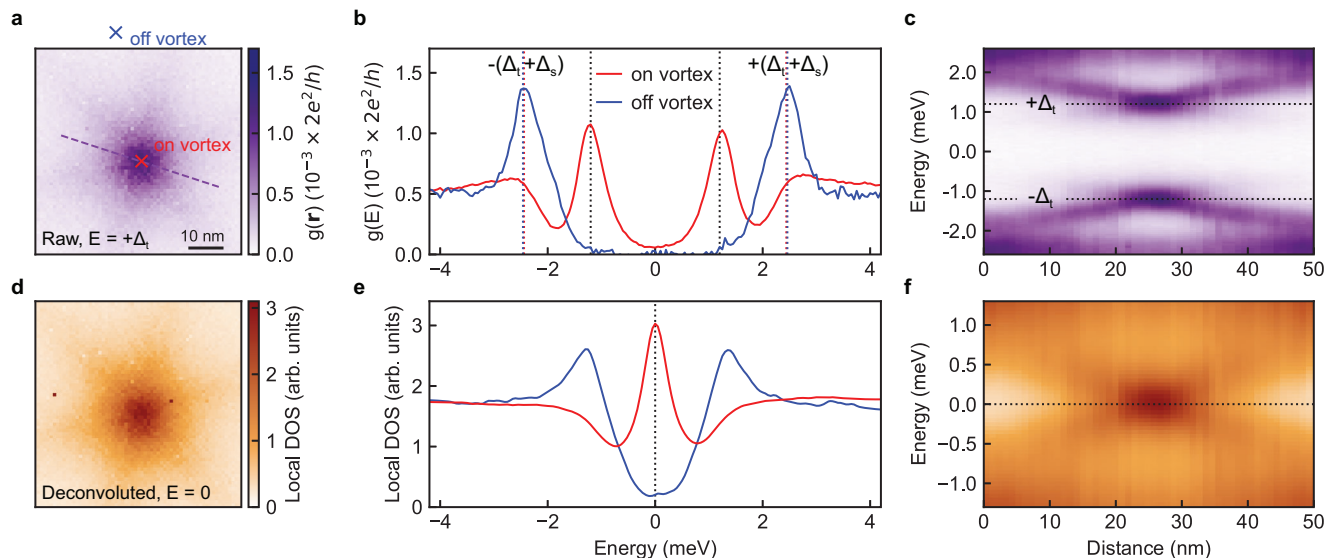 a
× off vortex
× on vortex
Raw, E = +Δₜ
10 nm
0.0
0.5
1.0
1.5
g(r) (10⁻³ × 2e²/h)
b
-(Δₜ+Δₛ)
+(Δₜ+Δₛ)
on vortex
off vortex
0.0
0.5
1.0
1.5
g(E) (10⁻³ × 2e²/h)
−4
−2
0
2
4
c
+Δₜ
-Δₜ
2.0
1.0
0.0
−1.0
−2.0
Energy (meV)
0
10
20
30
40
50
d
Deconvoluted, E = 0
0
1
2
3
Local DOS (arb. units)
e
0
1
2
3
Local DOS (arb. units)
−4
−2
0
2
4
Energy (meV)
f
1.0
0.5
0.0
−0.5
−1.0
Energy (meV)
0
10
20
30
40
50
Distance (nm)